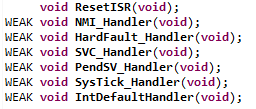 void ResetISR(void);
WEAK void NMI_Handler(void);
WEAK void HardFault_Handler(void);
WEAK void SVC_Handler(void);
WEAK void PendSV_Handler(void);
WEAK void SysTick_Handler(void);
WEAK void IntDefaultHandler(void);